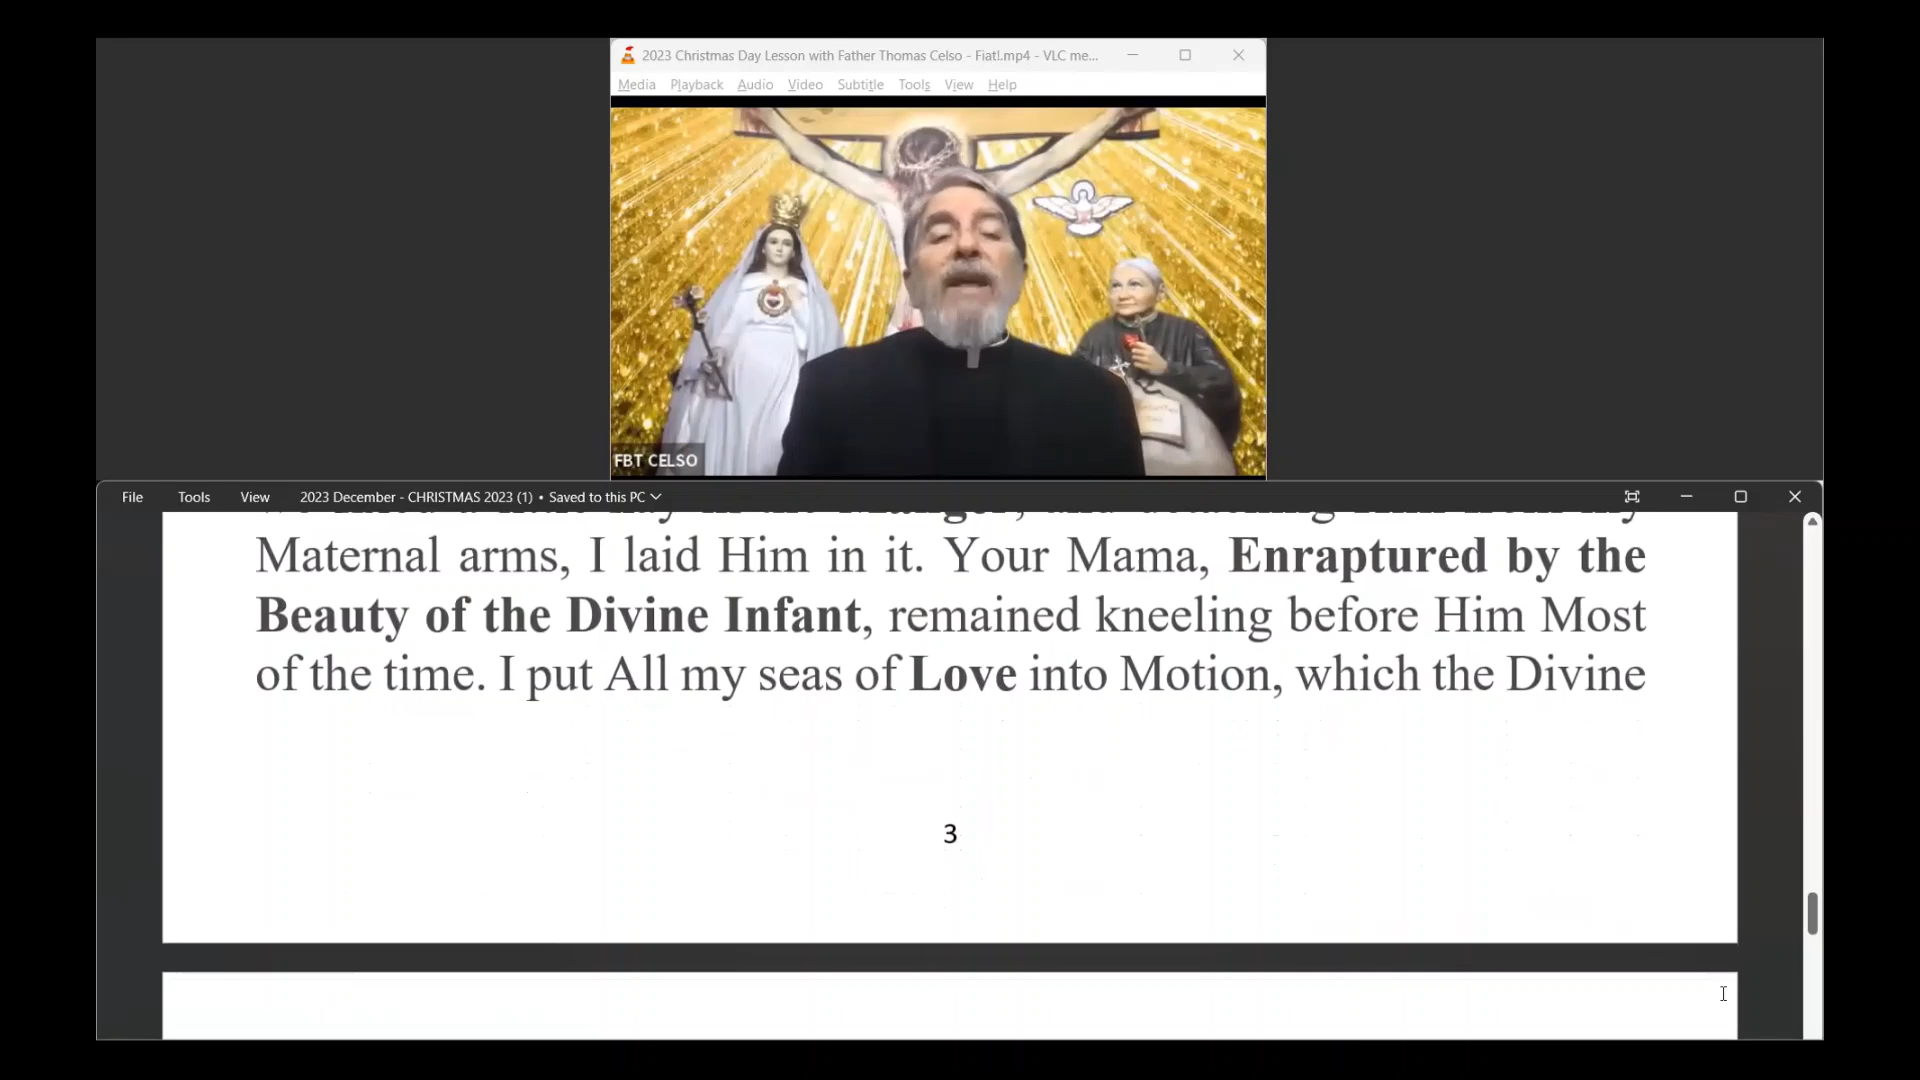 2023 Christmas Day Lesson with Father Thomas Celso - Fiat!.mp4 - VLC me...
Media Playback Audio Video Subtitle Tools View Help
FBT CELSO
File Tools View 2023 December - CHRISTMAS 2023 (1) • Saved to this PC
Maternal arms, I laid Him in it. Your Mama, Enraptured by the
Beauty of the Divine Infant, remained kneeling before Him Most
of the time. I put All my seas of Love into Motion, which the Divine
3